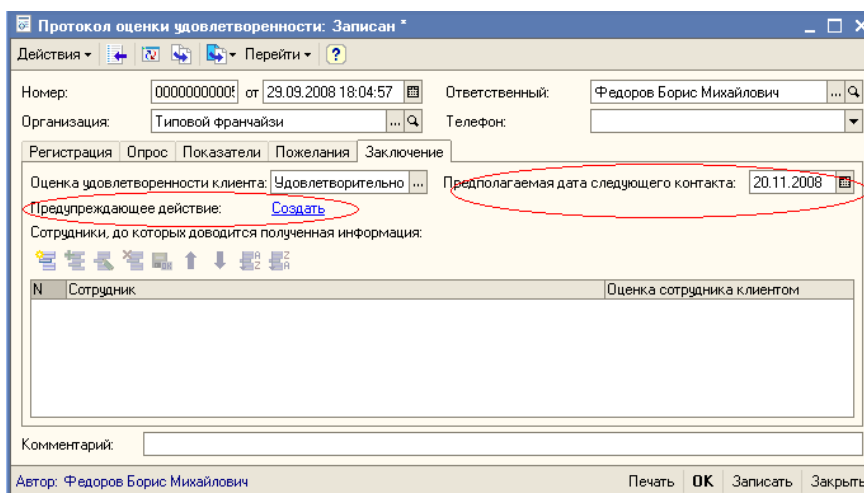 Протокол оценки удовлетворенности: Записан *
Действия Перейти ?
Номер: 0000000005 от 29.09.2008 18:04:57 Ответственный: Федоров Борис Михайлович ...
Организация: Типовой франчайзи ... Телефон:
Регистрация Опрос Показатели Пожелания Заключение
Оценка удовлетворенности клиента: Удовлетворительно ... Предполагаемая дата следующего контакта: 20.11.2008
Предупреждающее действие: Создать
Сотрудники, до которых доводится полученная информация:
N Сотрудник Оценка сотрудника клиентом
Комментарий:
Автор: Федоров Борис Михайлович Печать OK Записать Закрыть